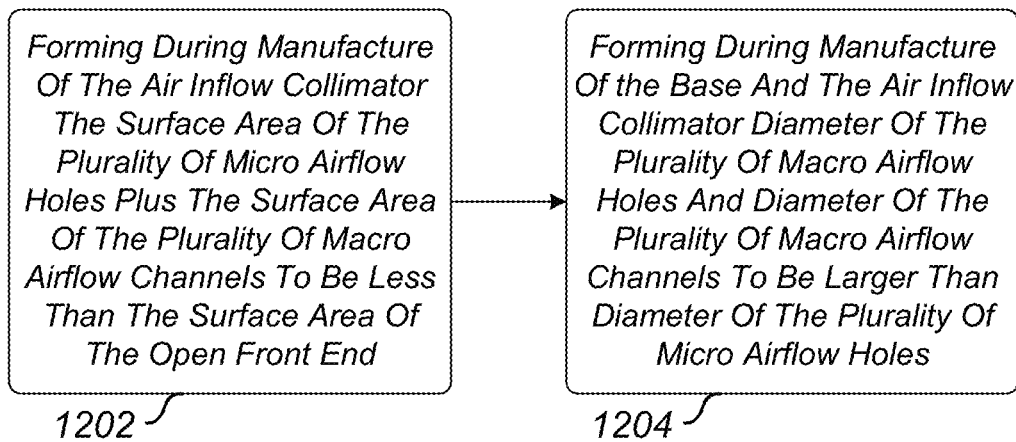 Forming During Manufacture
Of The Air Inflow Collimator
The Surface Area Of The
Plurality Of Micro Airflow
Holes Plus The Surface Area
Of The Plurality Of Macro
Airflow Channels To Be Less
Than The Surface Area Of
The Open Front End
1202
Forming During Manufacture
Of the Base And The Air Inflow
Collimator Diameter Of The
Plurality Of Macro Airflow
Holes And Diameter Of The
Plurality Of Macro Airflow
Channels To Be Larger Than
Diameter Of The Plurality Of
Micro Airflow Holes
1204